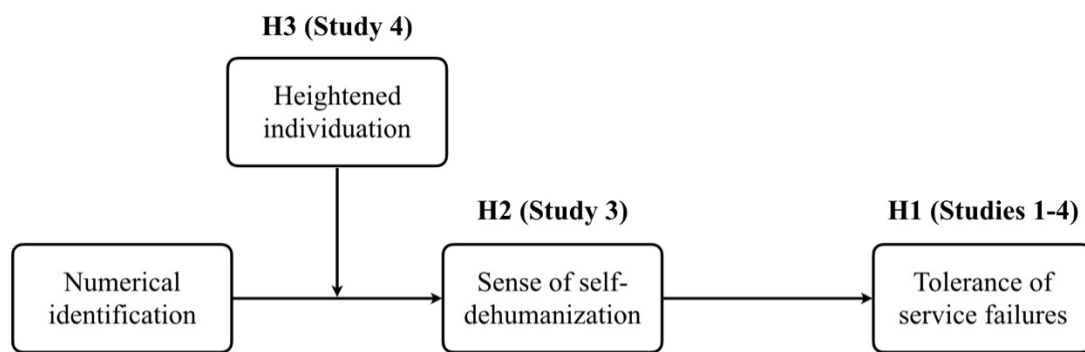 H3 (Study 4)
Heightened
individuation
H2 (Study 3)
H1 (Studies 1-4)
Numerical
identification
Sense of self-
dehumanization
Tolerance of
service failures